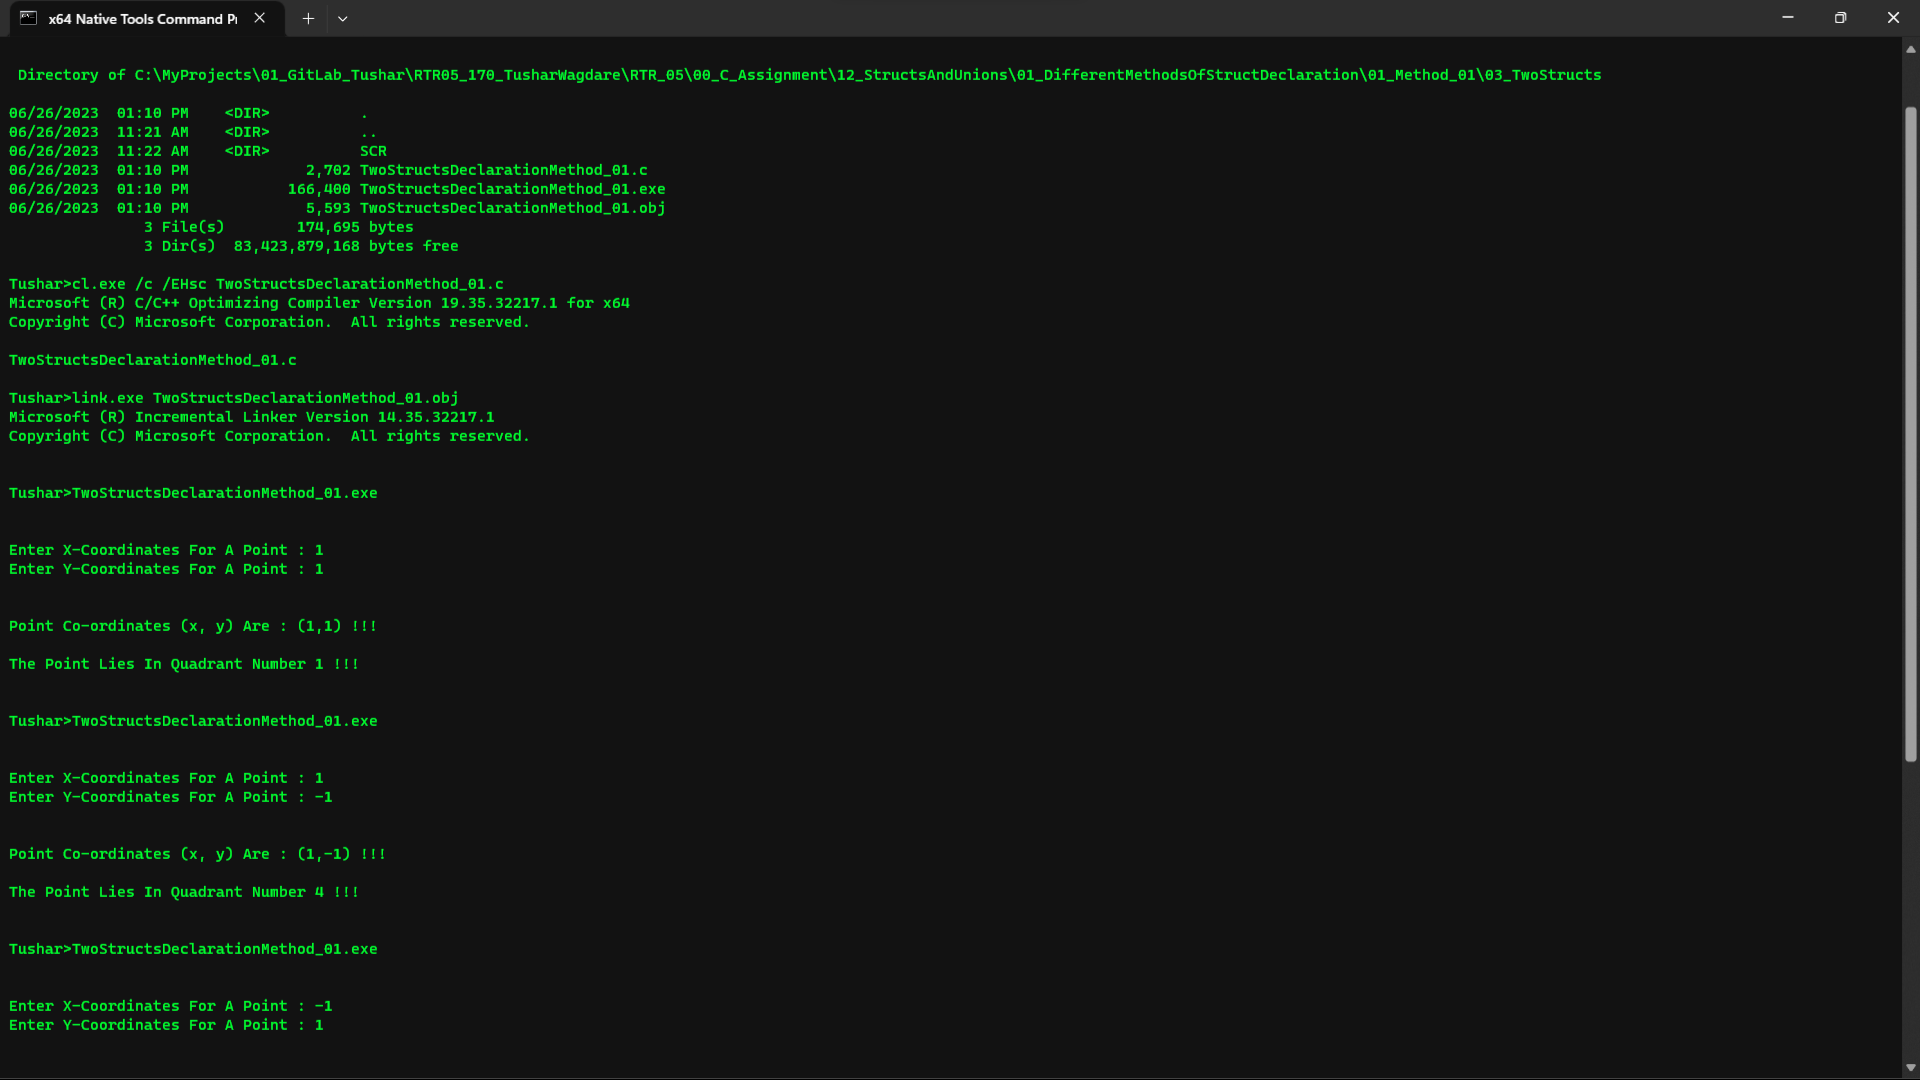 x64 Native Tools Command P
Directory of C:\MyProjects\01_GitLab_Tushar\RTR05_170_TusharWagdare\RTR_05\00_C_Assignment\12_StructsAndUnions\01_DifferentMethodsOfStructDeclaration\01_Method_01\03_TwoStructs
06/26/2023  01:10 PM    <DIR>          .
06/26/2023  11:21 AM    <DIR>          ..
06/26/2023  11:22 AM    <DIR>          SCR
06/26/2023  01:10 PM             2,702 TwoStructsDeclarationMethod_01.c
06/26/2023  01:10 PM           166,400 TwoStructsDeclarationMethod_01.exe
06/26/2023  01:10 PM             5,593 TwoStructsDeclarationMethod_01.obj
3 File(s)        174,695 bytes
3 Dir(s)  83,423,879,168 bytes free
Tushar>cl.exe /c /EHsc TwoStructsDeclarationMethod_01.c
Microsoft (R) C/C++ Optimizing Compiler Version 19.35.32217.1 for x64
Copyright (C) Microsoft Corporation.  All rights reserved.
TwoStructsDeclarationMethod_01.c
Tushar>link.exe TwoStructsDeclarationMethod_01.obj
Microsoft (R) Incremental Linker Version 14.35.32217.1
Copyright (C) Microsoft Corporation.  All rights reserved.
Tushar>TwoStructsDeclarationMethod_01.exe
Enter X-Coordinates For A Point : 1
Enter Y-Coordinates For A Point : 1
Point Co-ordinates (x, y) Are : (1,1) !!!
The Point Lies In Quadrant Number 1 !!!
Tushar>TwoStructsDeclarationMethod_01.exe
Enter X-Coordinates For A Point : 1
Enter Y-Coordinates For A Point : -1
Point Co-ordinates (x, y) Are : (1,-1) !!!
The Point Lies In Quadrant Number 4 !!!
Tushar>TwoStructsDeclarationMethod_01.exe
Enter X-Coordinates For A Point : -1
Enter Y-Coordinates For A Point : 1